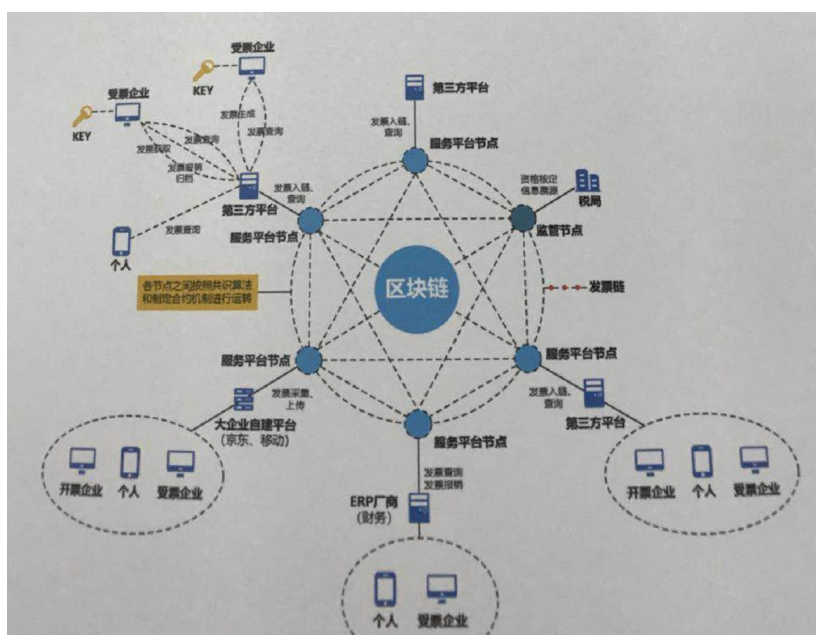 受票企业
KEY
受票企业
KEY
发票生成
发票查询
发票查询
发票获取
发票报销
归档
第三方平台
发票入链、
查询
服务平台节点
发票入链、
查询
第三方平台
服务平台节点
发票查询
个人
资格核定
信息票源
税局
监管节点
区块链
各节点之间按照共识算法
和制定合约机制进行运转
发票链
服务平台节点
发票采集、
上传
大企业自建平台
(京东、移动)
开票企业
个人
受票企业
服务平台节点
发票入链、
查询
第三方平台
开票企业
个人
受票企业
服务平台节点
发票查询
发票报销
ERP厂商
(财务)
个人
受票企业